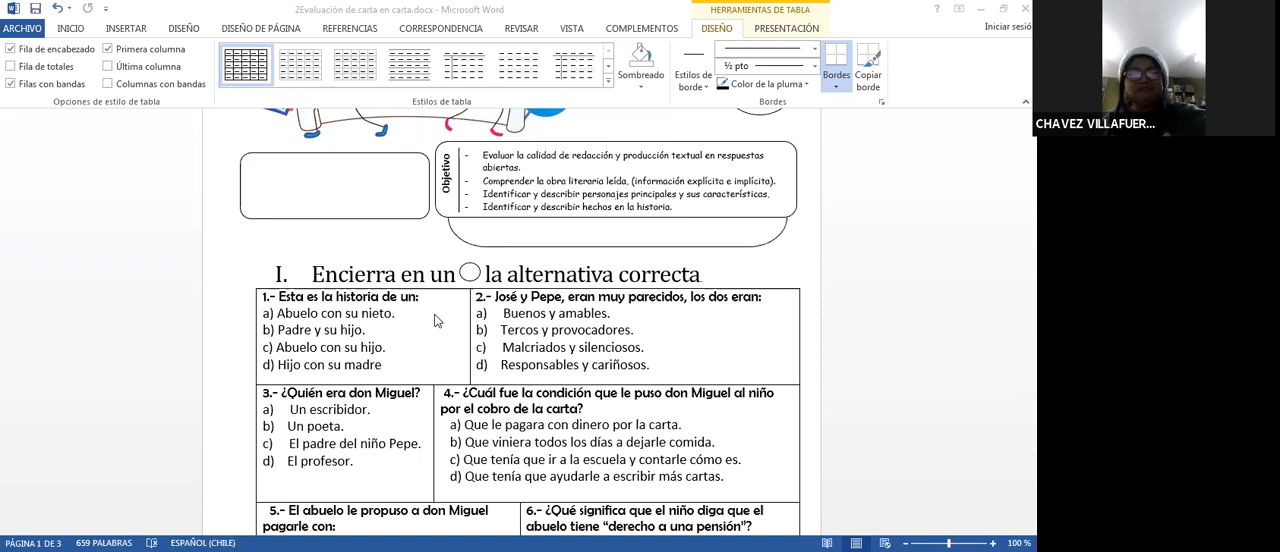 2Evaluación de carta en carta.docx - Microsoft Word
HERRAMIENTAS DE TABLA
ARCHIVO INICIO INSERTAR DISEÑO DISEÑO DE PÁGINA REFERENCIAS CORRESPONDENCIA REVISAR VISTA COMPLEMENTOS DISEÑO PRESENTACIÓN
Iniciar sesió
Fila de encabezado Primera columna
Fila de totales Última columna
Filas con bandas Columnas con bandas
Opciones de estilo de tabla
Estilos de tabla
Sombreado
Estilos de borde
½ pto
Color de la pluma
Bordes
Copiar borde
Bordes
CHAVEZ VILLAFUER...
Objetivo
- Evaluar la calidad de redacción y producción textual en respuestas
abiertas.
- Comprender la obra literaria leída, (información explícita e implícita).
- Identificar y describir personajes principales y sus características.
- Identificar y describir hechos en la historia.
I. Encierra en un la alternativa correcta.
1.- Esta es la historia de un:
a) Abuelo con su nieto.
b) Padre y su hijo.
c) Abuelo con su hijo.
d) Hijo con su madre
2.- José y Pepe, eran muy parecidos, los dos eran:
a) Buenos y amables.
b) Tercos y provocadores.
c) Malcriados y silenciosos.
d) Responsables y cariñosos.
3.- ¿Quién era don Miguel?
a) Un escribidor.
b) Un poeta.
c) El padre del niño Pepe.
d) El profesor.
4.- ¿Cuál fue la condición que le puso don Miguel al niño
por el cobro de la carta?
a) Que le pagara con dinero por la carta.
b) Que viniera todos los días a dejarle comida.
c) Que tenía que ir a la escuela y contarle cómo es.
d) Que tenía que ayudarle a escribir más cartas.
5.- El abuelo le propuso a don Miguel
pagarle con:
6.- ¿Qué significa que el niño diga que el
abuelo tiene “derecho a una pensión”?
PÁGINA 1 DE 3 659 PALABRAS ESPAÑOL (CHILE) 100 %